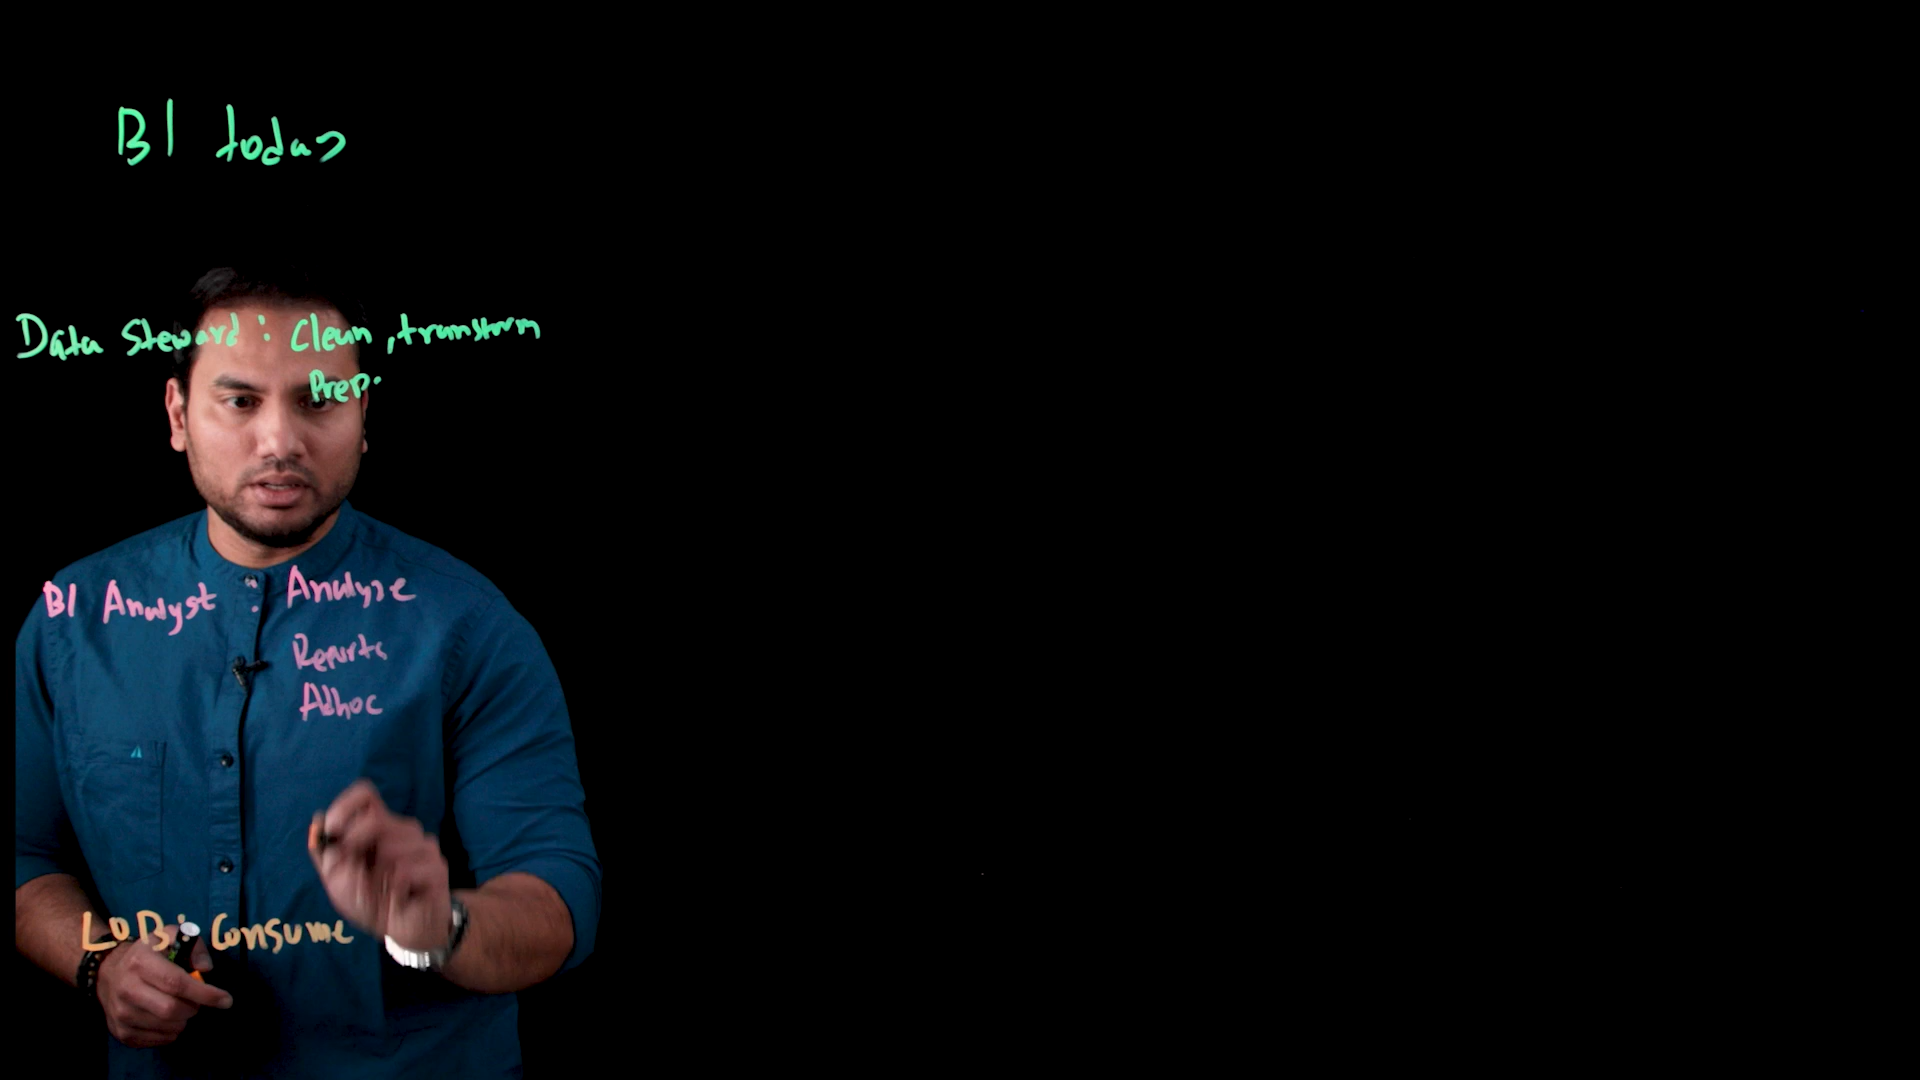 BI today
Data Steward : Clean, transform
Prep.
BI Analyst : Analyze
Reports
Adhoc
LOB : Consume